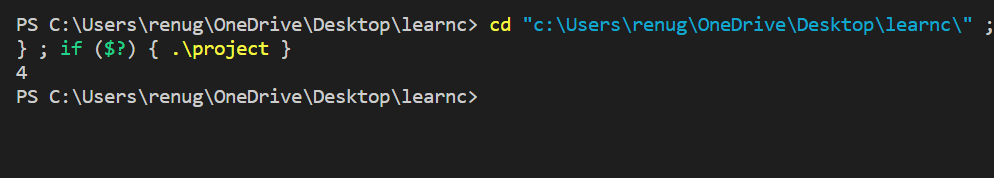 PS C:\Users\renug\OneDrive\Desktop\learnc> cd "c:\Users\renug\OneDrive\Desktop\learnc\" ;
} ; if ($?) { .\project }
4
PS C:\Users\renug\OneDrive\Desktop\learnc>